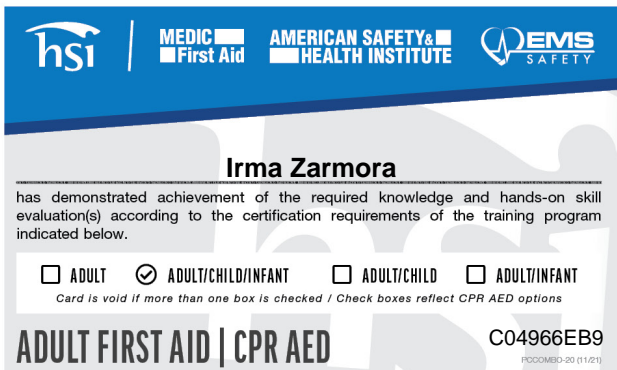 hsi
MEDIC
First Aid
AMERICAN SAFETY &
HEALTH INSTITUTE
EMS
SAFETY
Irma Zarmora
has demonstrated achievement of the required knowledge and hands-on skill
evaluation(s) according to the certification requirements of the training program
indicated below.
ADULT ADULT/CHILD/INFANT ADULT/CHILD ADULT/INFANT
Card is void if more than one box is checked / Check boxes reflect CPR AED options
ADULT FIRST AID | CPR AED
C04966EB9
PCCOMBO-20 (11/21)